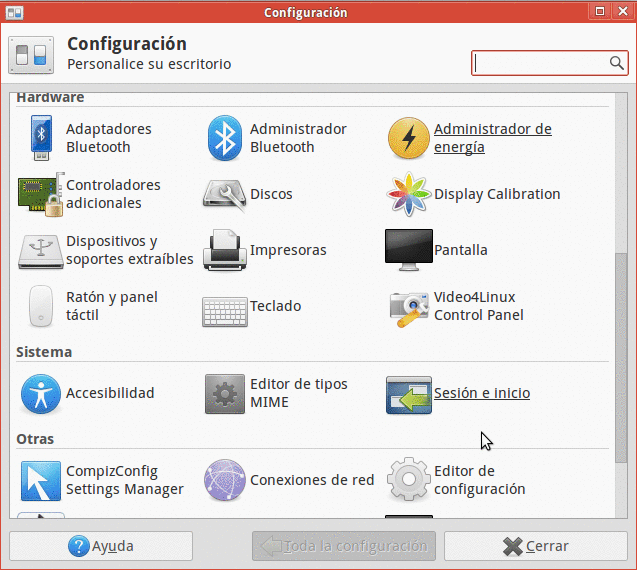 Configuración
Configuración
Personalice su escritorio
Hardware
Adaptadores
Bluetooth
Administrador
Bluetooth
Administrador de
energía
Controladores
adicionales
Discos
Display Calibration
Dispositivos y
soportes extraíbles
Impresoras
Pantalla
Ratón y panel
táctil
Teclado
Video4Linux
Control Panel
Sistema
Accesibilidad
Editor de tipos
MIME
Sesión e inicio
Otras
CompizConfig
Settings Manager
Conexiones de red
Editor de
configuración
Ayuda
Toda la configuración
Cerrar